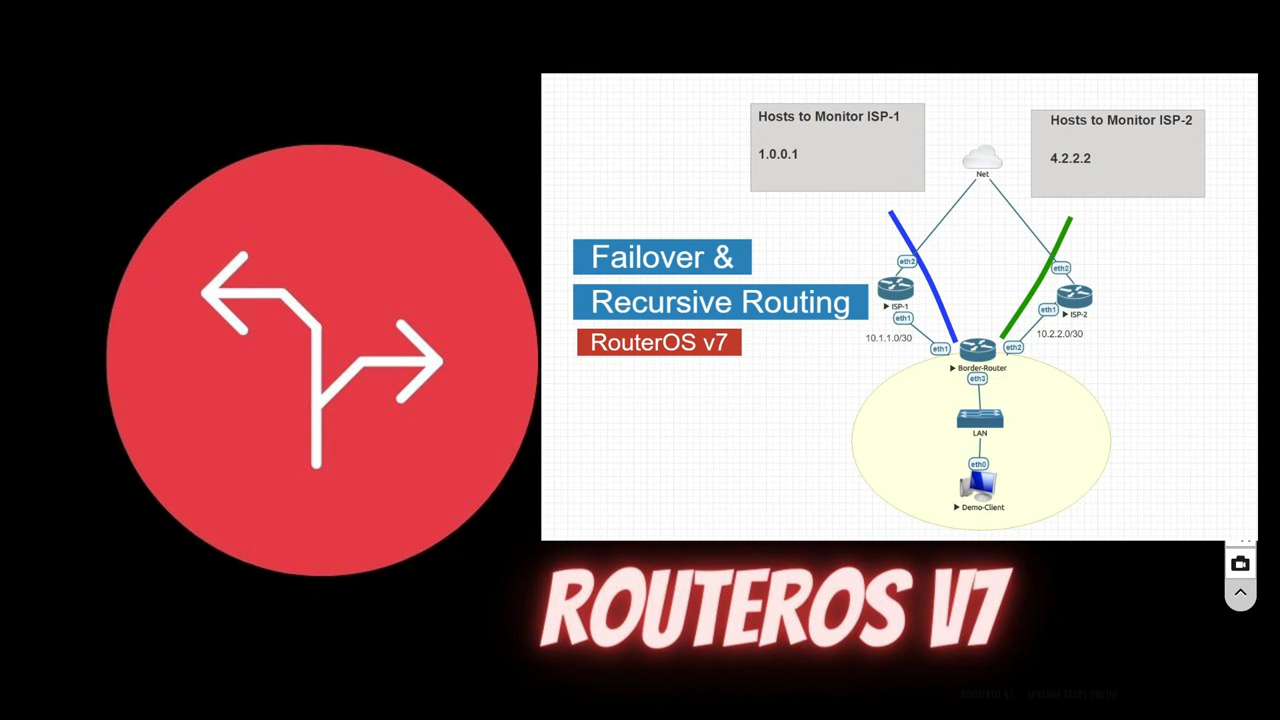 Hosts to Monitor ISP-1
1.0.0.1
Hosts to Monitor ISP-2
4.2.2.2
Net
Failover &
Recursive Routing
RouterOS v7
eth2
ISP-1
eth1
10.1.1.0/30
eth1
eth2
ISP-2
eth1
10.2.2.0/30
eth2
Border-Router
eth3
LAN
eth0
Demo-Client
ROUTEROS V7